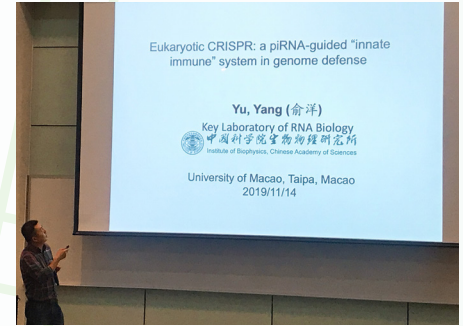 Eukaryotic CRISPR: a piRNA-guided “innate
immune” system in genome defense
Yu, Yang (俞洋)
Key Laboratory of RNA Biology
中国科学院生物物理研究所
Institute of Biophysics, Chinese Academy of Sciences
University of Macao, Taipa, Macao
2019/11/14